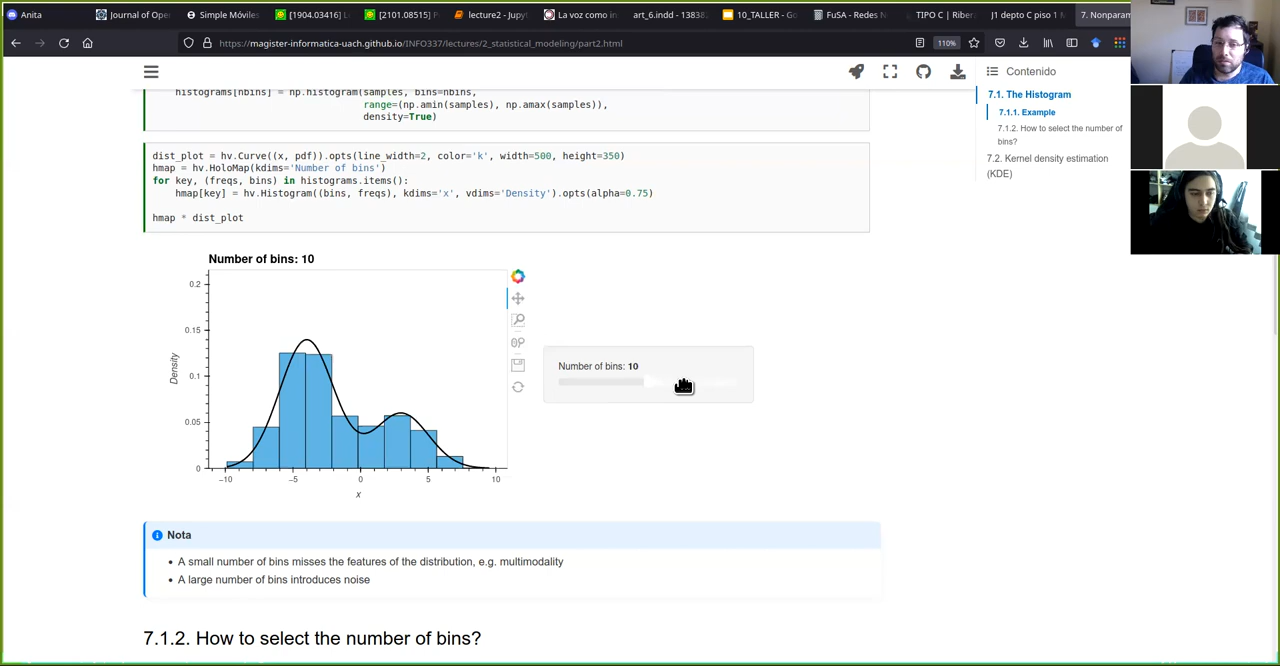 Anita
Journal of Ope
Simple Móviles
[1904.03416] L
[2101.08515] P
lecture2 - Jupyt
La voz como in
art_6.indd - 1383
10_TALLER - Go
FuSA - Redes N
TIPO C | Ribera
J1 depto C piso 1
7. Nonparam
https://magister-informatica-uach.github.io/INFO337/lectures/2_statistical_modeling/part2.html
110%
Contenido
7.1. The Histogram
7.1.1. Example
7.1.2. How to select the number of
bins?
7.2. Kernel density estimation
(KDE)
histograms[nbins] = np.histogram(samples, bins=nbins,
range=(np.amin(samples), np.amax(samples)),
density=True)
dist_plot = hv.Curve((x, pdf)).opts(line_width=2, color='k', width=500, height=350)
hmap = hv.HoloMap(kdims='Number of bins')
for key, (freqs, bins) in histograms.items():
hmap[key] = hv.Histogram((bins, freqs), kdims='x', vdims='Density').opts(alpha=0.75)
hmap * dist_plot
Number of bins: 10
0.2
0.15
0.1
0.05
0
Density
−10
−5
0
5
10
x
Number of bins: 10
Nota
• A small number of bins misses the features of the distribution, e.g. multimodality
• A large number of bins introduces noise
7.1.2. How to select the number of bins?